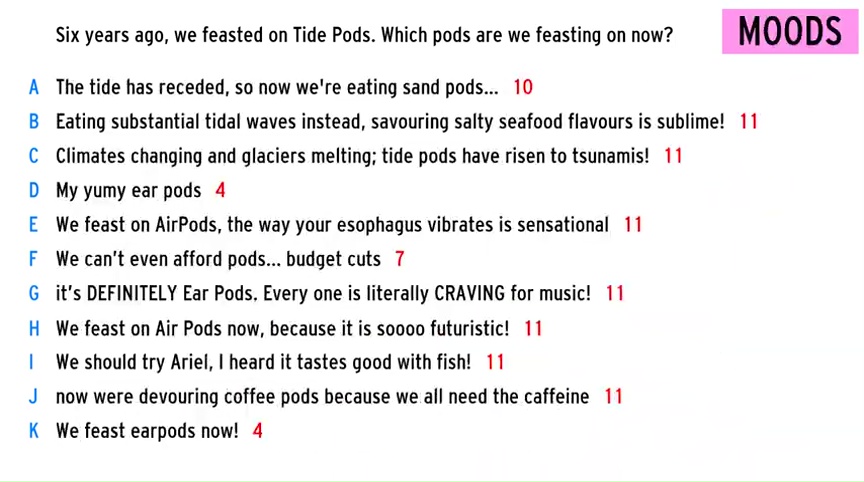 Six years ago, we feasted on Tide Pods. Which pods are we feasting on now?
MOODS
A The tide has receded, so now we're eating sand pods... 10
B Eating substantial tidal waves instead, savouring salty seafood flavours is sublime! 11
C Climates changing and glaciers melting; tide pods have risen to tsunamis! 11
D My yumy ear pods 4
E We feast on AirPods, the way your esophagus vibrates is sensational 11
F We can't even afford pods... budget cuts 7
G it's DEFINITELY Ear Pods. Every one is literally CRAVING for music! 11
H We feast on Air Pods now, because it is soooo futuristic! 11
I We should try Ariel, I heard it tastes good with fish! 11
J now were devouring coffee pods because we all need the caffeine 11
K We feast earpods now! 4